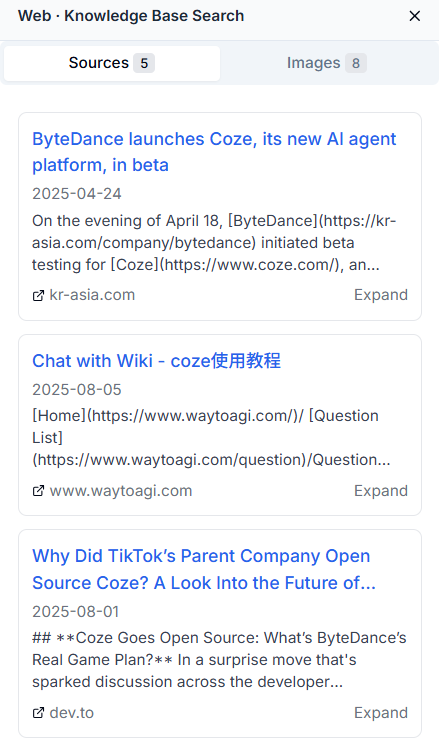 Web · Knowledge Base Search
Sources 5
Images 8
ByteDance launches Coze, its new AI agent
platform, in beta
2025-04-24
On the evening of April 18, [ByteDance](https://kr-
asia.com/company/bytedance) initiated beta
testing for [Coze](https://www.coze.com/), an...
kr-asia.com
Expand
Chat with Wiki - coze使用教程
2025-08-05
[Home](https://www.waytoagi.com/)/ [Question
List]
(https://www.waytoagi.com/question)/Question...
www.waytoagi.com
Expand
Why Did TikTok’s Parent Company Open
Source Coze? A Look Into the Future of...
2025-08-01
## **Coze Goes Open Source: What’s ByteDance’s
Real Game Plan?** In a surprise move that's
sparked discussion across the developer...
dev.to
Expand